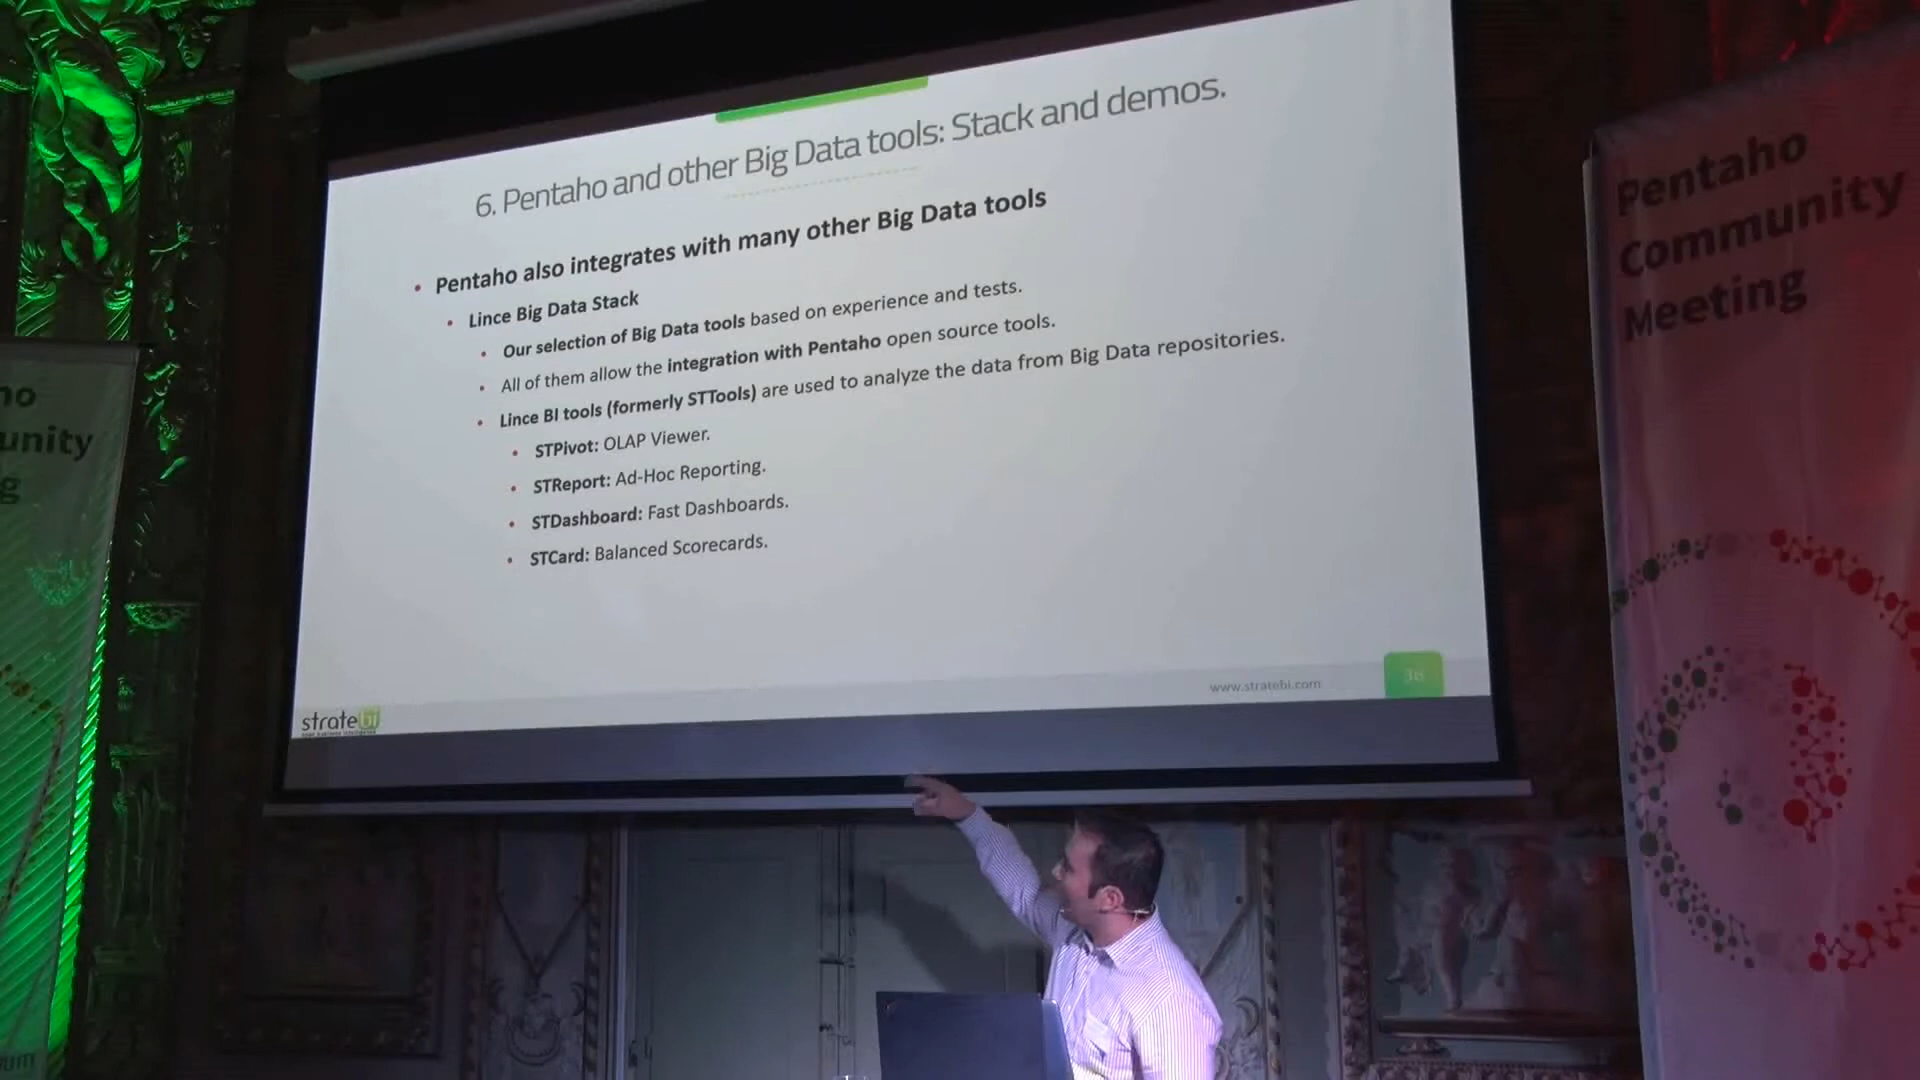 6. Pentaho and other Big Data tools: Stack and demos.
• Pentaho also integrates with many other Big Data tools
• Lince Big Data Stack
• Our selection of Big Data tools based on experience and tests.
• All of them allow the integration with Pentaho open source tools.
• Lince BI tools (formerly STTools) are used to analyze the data from Big Data repositories.
• STPivot: OLAP Viewer.
• STReport: Ad-Hoc Reporting.
• STDashboard: Fast Dashboards.
• STCard: Balanced Scorecards.
www.stratebi.com
stratebi
Pentaho
Community
Meeting
ho
unity
g